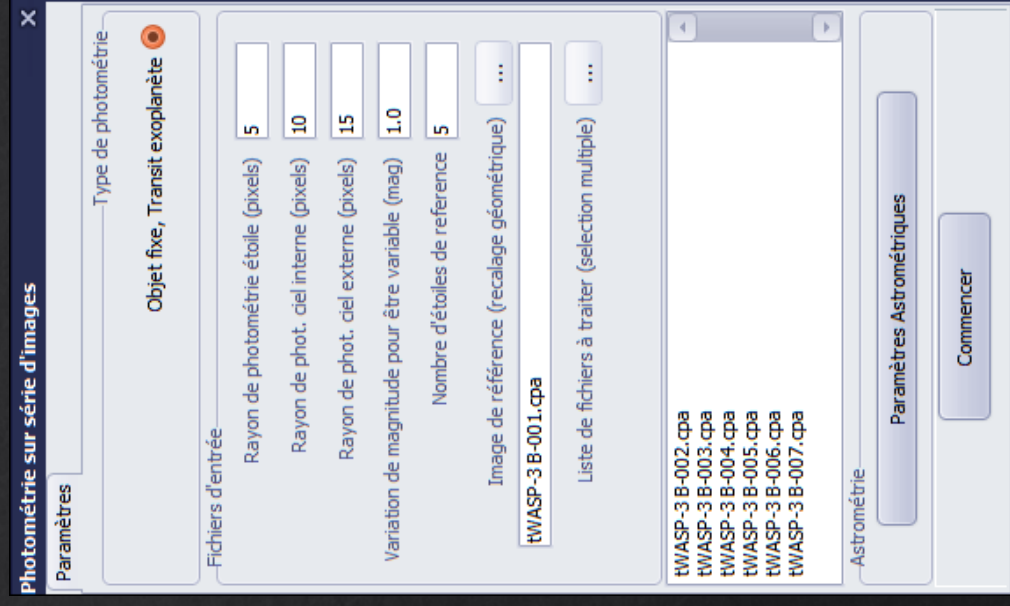 Photométrie sur série d'images
Paramètres
Type de photométrie
Objet fixe, Transit exoplanète
Fichiers d'entrée
Rayon de photométrie étoile (pixels) 5
Rayon de phot. ciel interne (pixels) 10
Rayon de phot. ciel externe (pixels) 15
Variation de magnitude pour être variable (mag) 1.0
Nombre d'étoiles de reference 5
Image de référence (recalage géométrique) ...
tWASP-3 B-001.cpa
Liste de fichiers à traiter (selection multiple) ...
tWASP-3 B-002.cpa
tWASP-3 B-003.cpa
tWASP-3 B-004.cpa
tWASP-3 B-005.cpa
tWASP-3 B-006.cpa
tWASP-3 B-007.cpa
Astrométrie
Paramètres Astrométriques
Commencer